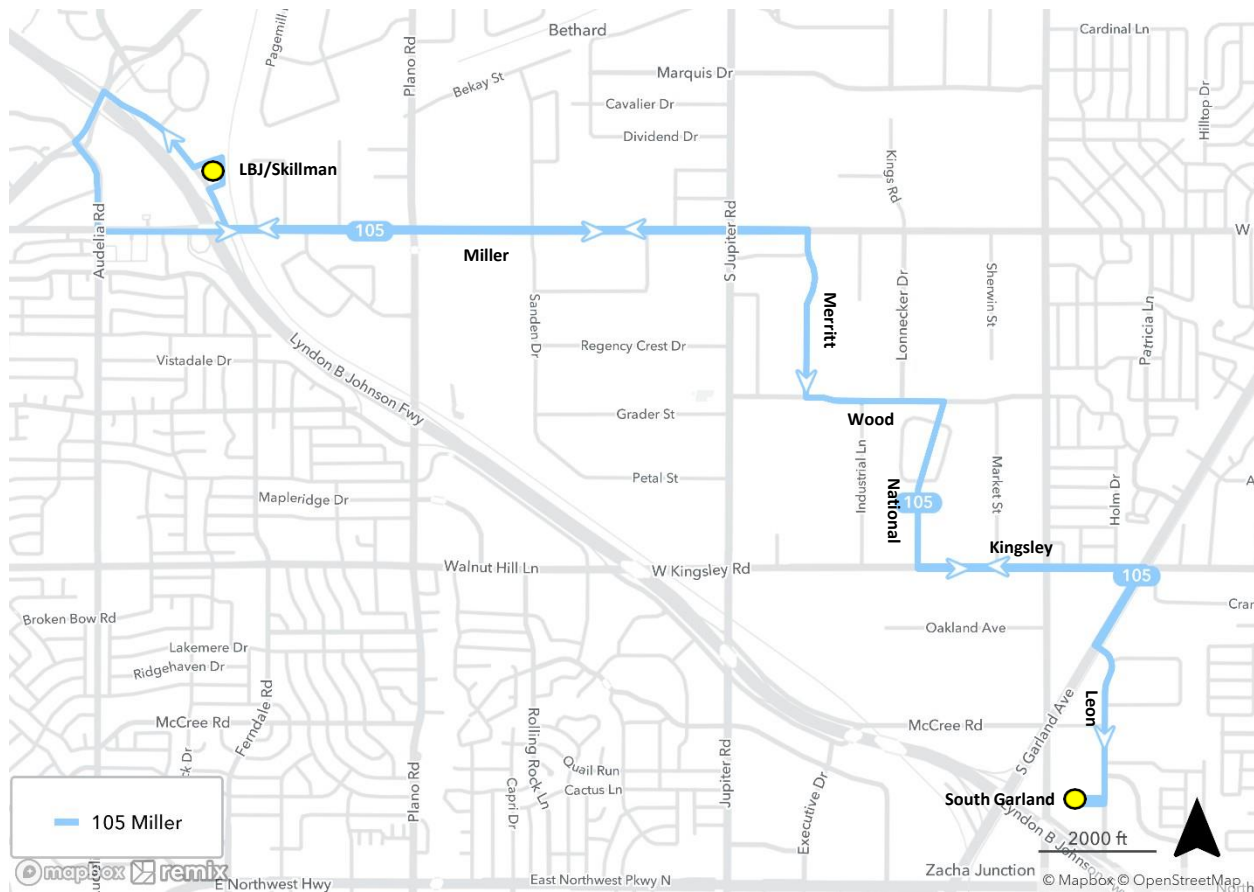 Pagemill
Plano Rd
Bethard
Cardinal Ln
Bekay St
Marquis Dr
Cavalier Dr
Dividend Dr
Hilltop Dr
Kings Rd
LBJ/Skillman
Audelia Rd
105
Miller
S Jupiter Rd
W
Merritt
Lonnecker Dr
Sherwin St
Patricia Ln
Sanden Dr
Lyndon B Johnson Fwy
Vistadale Dr
Regency Crest Dr
Grader St
Wood
Petal St
Industrial Ln
Market St
Holm Dr
A
Mapleridge Dr
National
105
Kingsley
Walnut Hill Ln
W Kingsley Rd
105
Cran
Broken Bow Rd
Oakland Ave
Lakemere Dr
Ridgehaven Dr
Ferndale Rd
McCree Rd
ck Dr
Rolling Rock Ln
Quail Run
Cactus Ln
Capri Dr
Plano Rd
Jupiter Rd
Executive Dr
McCree Rd
S Garland Ave
Leon
South Garland
Lyndon B Johnson
2000 ft
Zacha Junction
105 Miller
mapbox remix
E Northwest Hwy
East Northwest Pkwy N
© Mapbox © OpenStreetMap
North